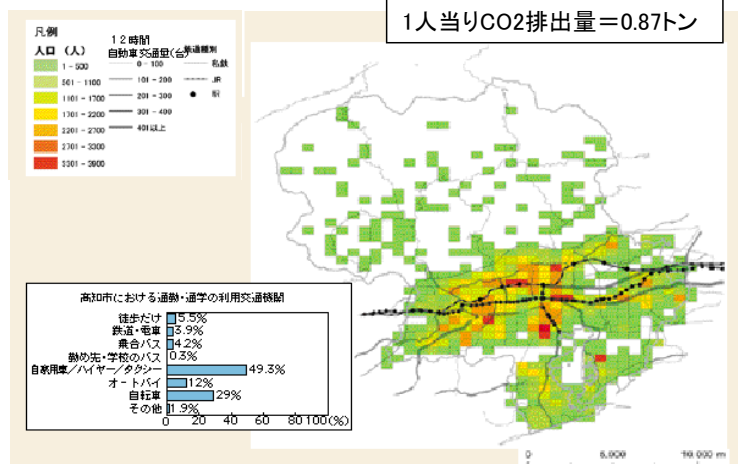 1人当りCO2排出量＝0.87トン
凡例
人口 (人)
1 - 500
501 - 1100
1101 - 1700
1701 - 2200
2201 - 2700
2701 - 3300
3301 - 3900
12時間
自動車交通量(台)
0 - 100
101 - 200
201 - 300
301 - 400
401以上
鉄道種別
私鉄
JR
駅
高知市における通勤・通学の利用交通機関
徒歩だけ 5.5%
鉄道・電車 3.9%
乗合バス 4.2%
勤め先・学校のバス 0.3%
自家用車／ハイヤー／タクシー 49.3%
オートバイ 12%
自転車 29%
その他 1.9%
0 20 40 60 80 100(%)
0 5,000 10,000 m